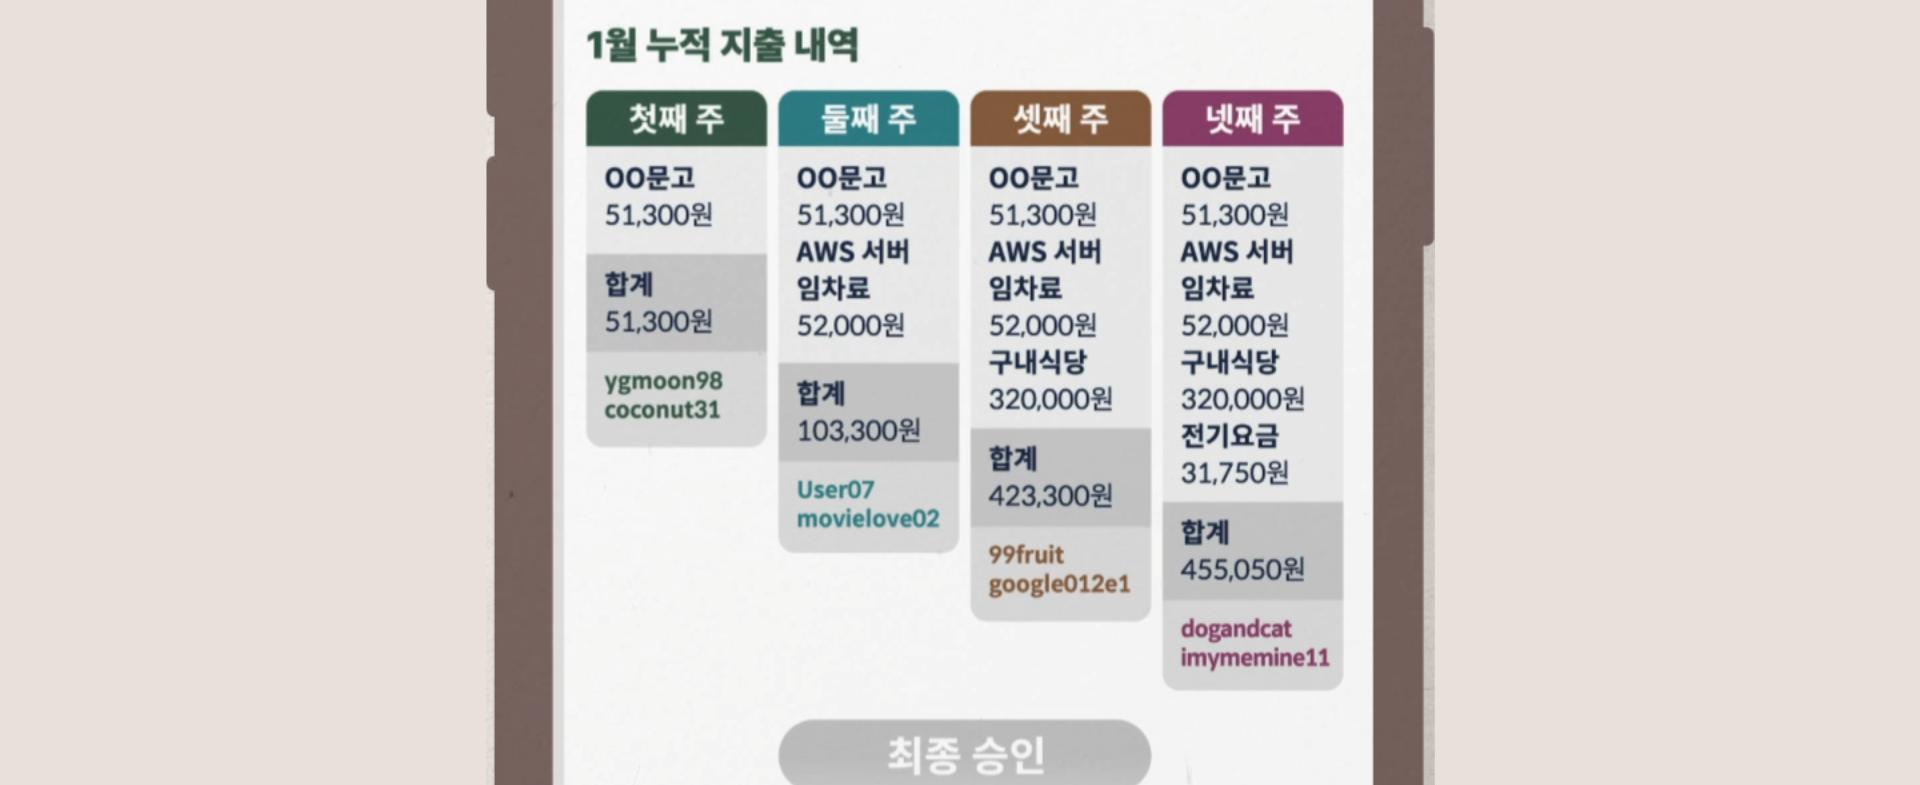 1월 누적 지출 내역
첫째 주
OO문고
51,300원
합계
51,300원
ygmoon98
coconut31
둘째 주
OO문고
51,300원
AWS 서버
임차료
52,000원
합계
103,300원
User07
movielove02
셋째 주
OO문고
51,300원
AWS 서버
임차료
52,000원
구내식당
320,000원
합계
423,300원
99fruit
google012e1
넷째 주
OO문고
51,300원
AWS 서버
임차료
52,000원
구내식당
320,000원
전기요금
31,750원
합계
455,050원
dogandcat
imymemine11
최종 승인